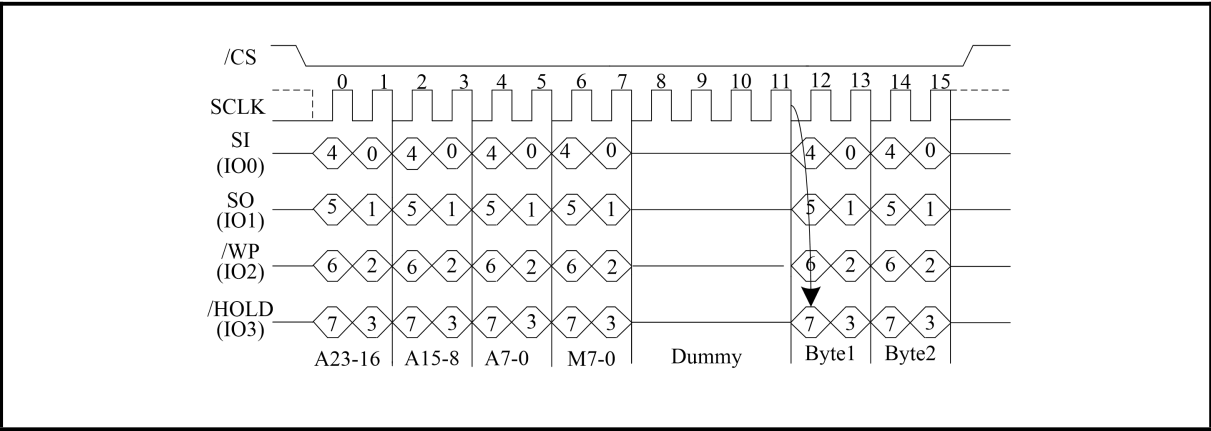 /CS
0 1 2 3 4 5 6 7 8 9 10 11 12 13 14 15
SCLK
SI
(IO0)
4 0 4 0 4 0 4 0 4 0 4 0
SO
(IO1)
5 1 5 1 5 1 5 1 5 1 5 1
/WP
(IO2)
6 2 6 2 6 2 6 2 6 2 6 2
/HOLD
(IO3)
7 3 7 3 7 3 7 3 7 3 7 3
A23-16 A15-8 A7-0 M7-0 Dummy Byte1 Byte2